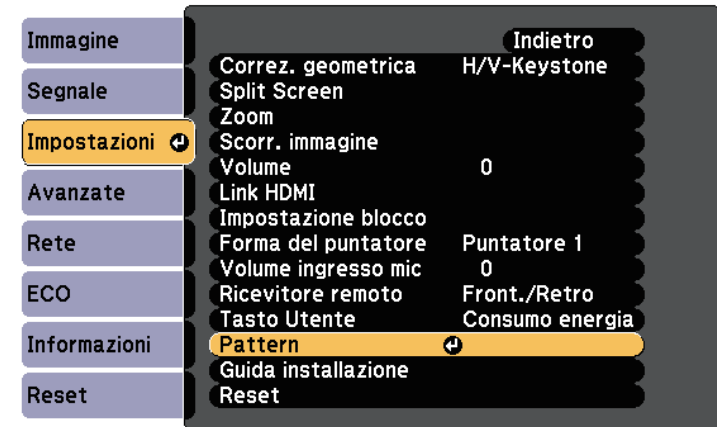 Immagine
Segnale
Impostazioni
Avanzate
Rete
ECO
Informazioni
Reset
Indietro
Correz. geometrica H/V-Keystone
Split Screen
Zoom
Scorr. immagine
Volume 0
Link HDMI
Impostazione blocco
Forma del puntatore Puntatore 1
Volume ingresso mic 0
Ricevitore remoto Front./Retro
Tasto Utente Consumo energia
Pattern
Guida installazione
Reset